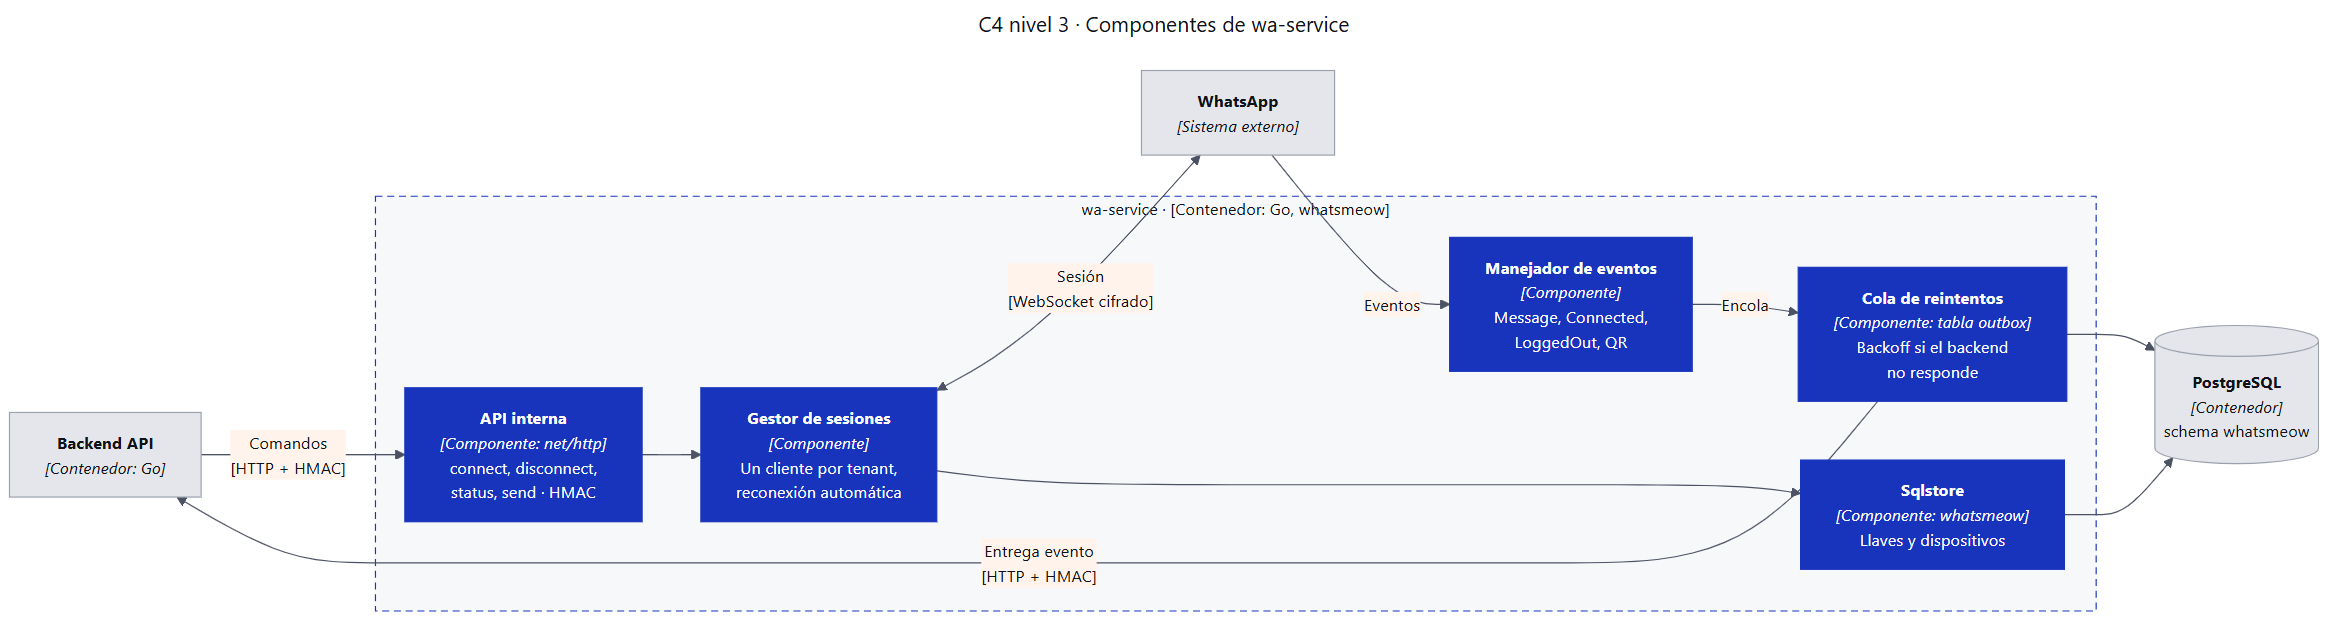 C4 nivel 3 · Componentes de wa-service
WhatsApp
[Sistema externo]
wa-service · [Contenedor: Go, whatsmeow]
Sesión
[WebSocket cifrado]
Eventos
Manejador de eventos
[Componente]
Message, Connected,
LoggedOut, QR
Encola
Cola de reintentos
[Componente: tabla outbox]
Backoff si el backend
no responde
PostgreSQL
[Contenedor]
schema whatsmeow
Backend API
[Contenedor: Go]
Comandos
[HTTP + HMAC]
API interna
[Componente: net/http]
connect, disconnect,
status, send · HMAC
Gestor de sesiones
[Componente]
Un cliente por tenant,
reconexión automática
Sqlstore
[Componente: whatsmeow]
Llaves y dispositivos
Entrega evento
[HTTP + HMAC]